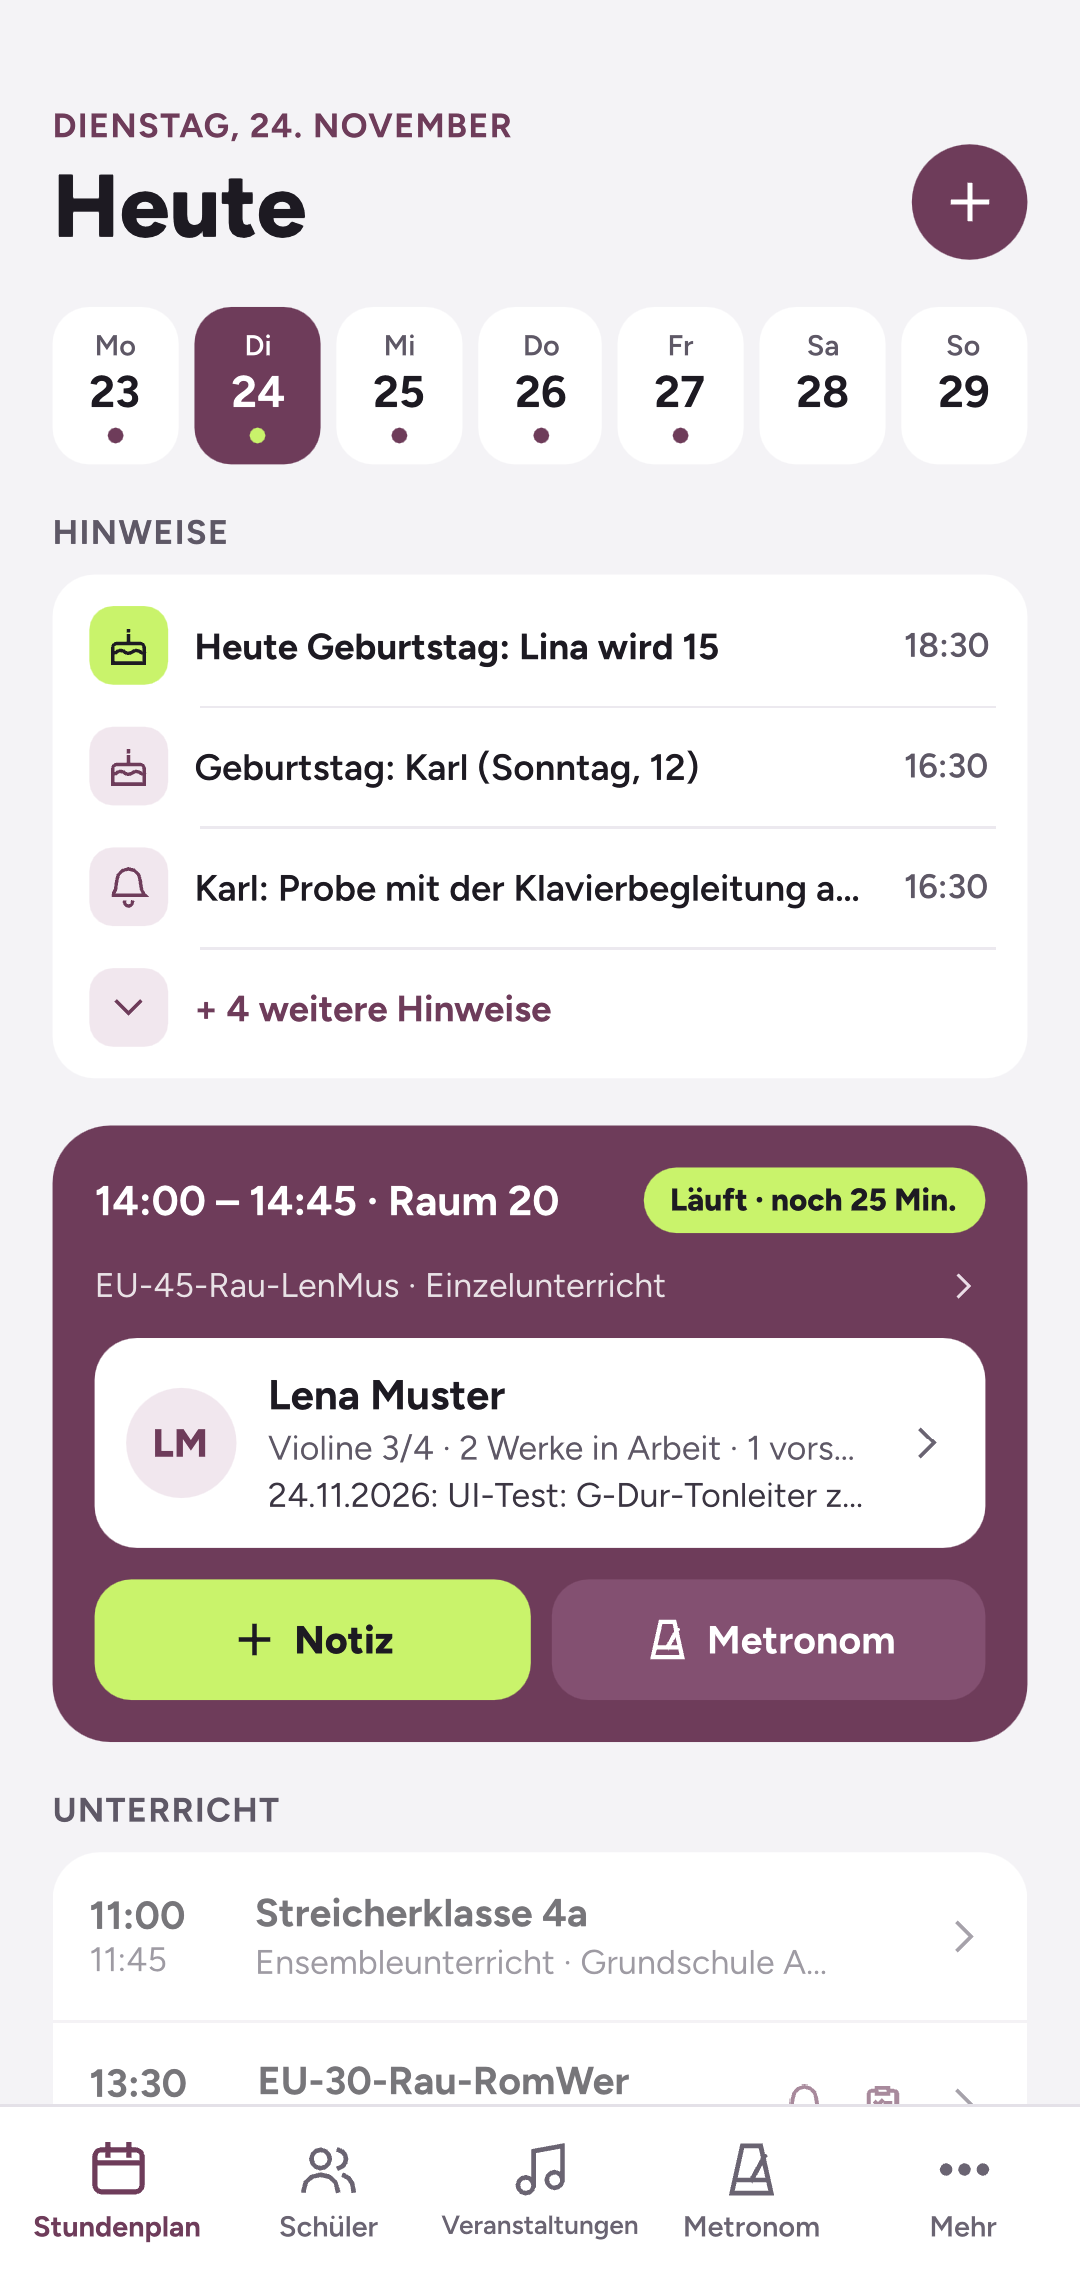 DIENSTAG, 24. NOVEMBER
Heute
Mo Di Mi Do Fr Sa So
23 24 25 26 27 28 29
HINWEISE
Heute Geburtstag: Lina wird 15 18:30
Geburtstag: Karl (Sonntag, 12) 16:30
Karl: Probe mit der Klavierbegleitung a... 16:30
+ 4 weitere Hinweise
14:00 – 14:45 · Raum 20 Läuft · noch 25 Min.
EU-45-Rau-LenMus · Einzelunterricht
Lena Muster
LM
Violine 3/4 · 2 Werke in Arbeit · 1 vors...
24.11.2026: UI-Test: G-Dur-Tonleiter z...
+ Notiz Metronom
UNTERRICHT
11:00 Streicherklasse 4a
11:45 Ensembleunterricht · Grundschule A...
13:30 EU-30-Rau-RomWer
Stundenplan Schüler Veranstaltungen Metronom Mehr